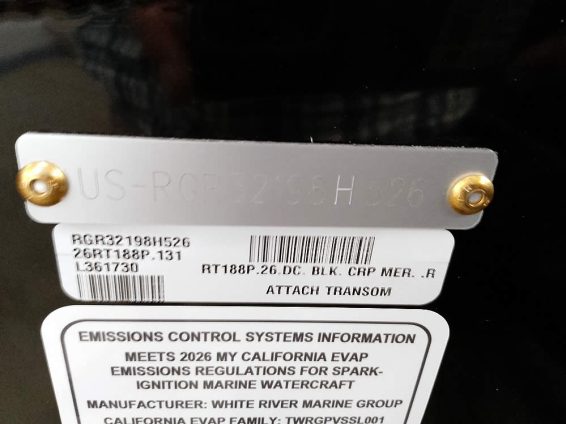 US-RGR32198H526
RGR32198H526
26RT188P.131
L361730
RT188P.26.DC. BLK. CRP MER. .R
ATTACH TRANSOM
EMISSIONS CONTROL SYSTEMS INFORMATION
MEETS 2026 MY CALIFORNIA EVAP
EMISSIONS REGULATIONS FOR SPARK-
IGNITION MARINE WATERCRAFT
MANUFACTURER: WHITE RIVER MARINE GROUP
CALIFORNIA EVAP FAMILY: TWRGPVSSL001